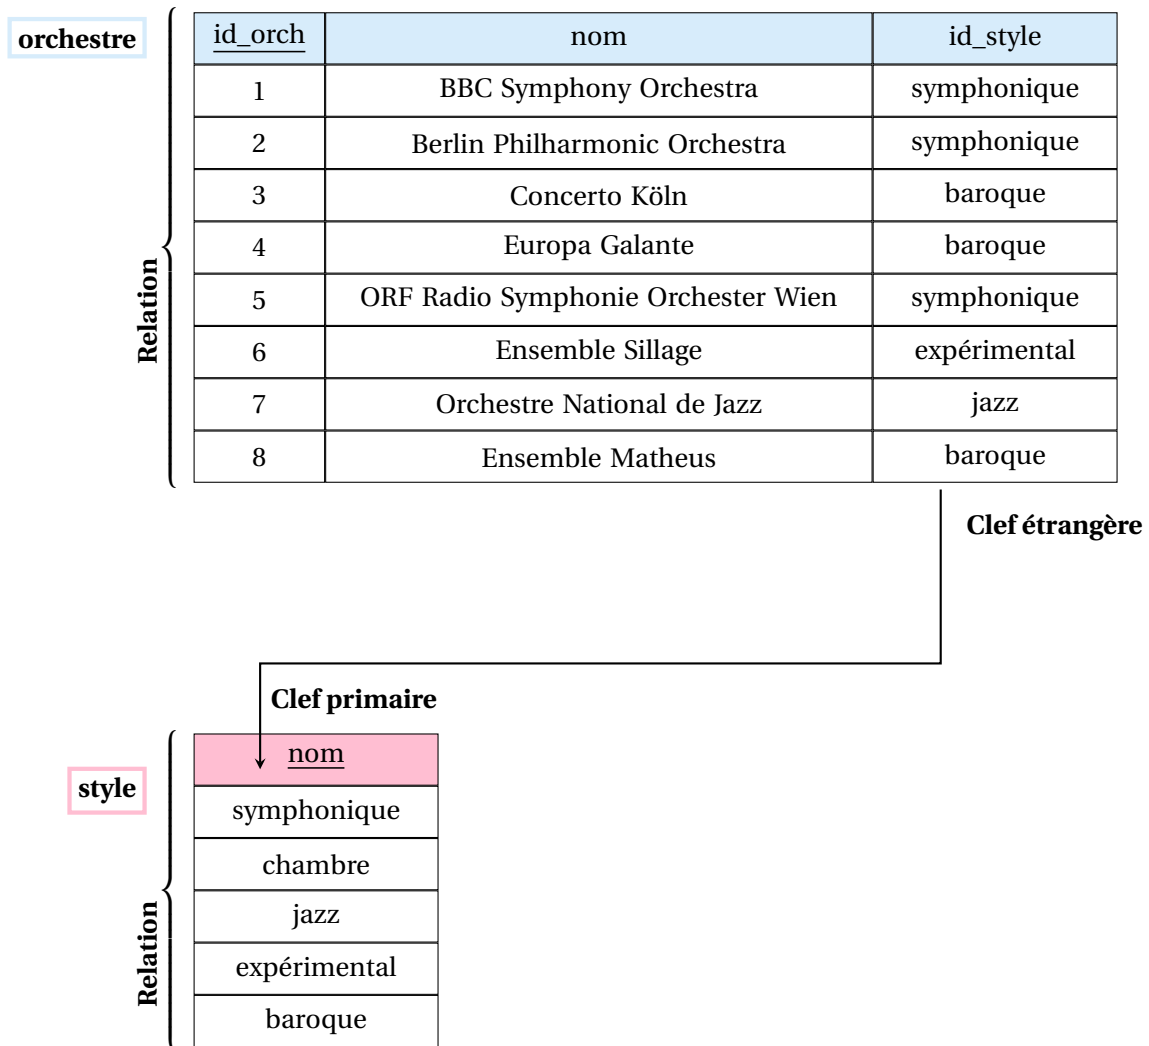 orchestre
id_orch nom id_style
1 BBC Symphony Orchestra symphonique
2 Berlin Philharmonic Orchestra symphonique
3 Concerto Köln baroque
4 Europa Galante baroque
5 ORF Radio Symphonie Orchester Wien symphonique
6 Ensemble Sillage expérimental
7 Orchestre National de Jazz jazz
8 Ensemble Matheus baroque
Relation
Clef étrangère
Clef primaire
style
nom
symphonique
chambre
jazz
expérimental
baroque
Relation